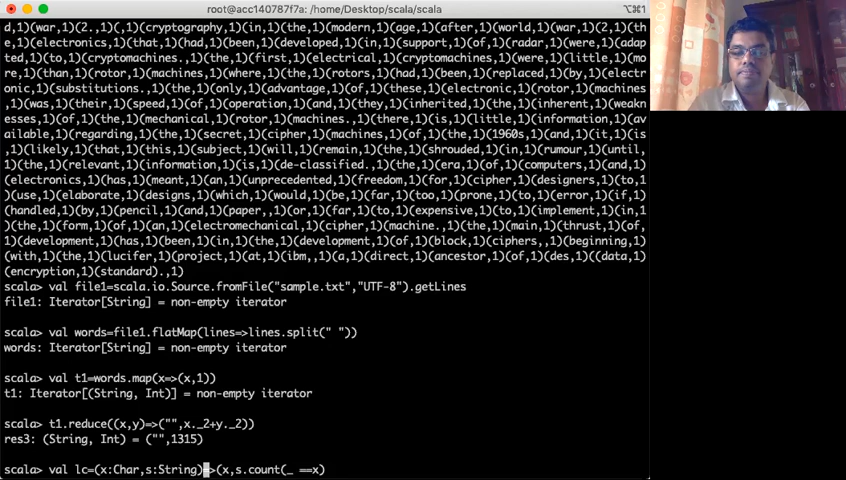 root@acc140787f7a: /home/Desktop/scala/scala
⌥⌘1
d,1)(war,1)(2.,1)(,1)(cryptography,1)(in,1)(the,1)(modern,1)(age,1)(after,1)(world,1)(war,1)(2,1)(th
e,1)(electronics,1)(that,1)(had,1)(been,1)(developed,1)(in,1)(support,1)(of,1)(radar,1)(were,1)(adap
ted,1)(to,1)(cryptomachines.,1)(the,1)(first,1)(electrical,1)(cryptomachines,1)(were,1)(little,1)(mo
re,1)(than,1)(rotor,1)(machines,1)(where,1)(the,1)(rotors,1)(had,1)(been,1)(replaced,1)(by,1)(electr
onic,1)(substitutions.,1)(the,1)(only,1)(advantage,1)(of,1)(these,1)(electronic,1)(rotor,1)(machines
,1)(was,1)(their,1)(speed,1)(of,1)(operation,1)(and,1)(they,1)(inherited,1)(the,1)(inherent,1)(weakn
esses,1)(of,1)(the,1)(mechanical,1)(rotor,1)(machines.,1)(there,1)(is,1)(little,1)(information,1)(av
ailable,1)(regarding,1)(the,1)(secret,1)(cipher,1)(machines,1)(of,1)(the,1)(1960s,1)(and,1)(it,1)(is
,1)(likely,1)(that,1)(this,1)(subject,1)(will,1)(remain,1)(the,1)(shrouded,1)(in,1)(rumour,1)(until,
1)(the,1)(relevant,1)(information,1)(is,1)(de-classified.,1)(the,1)(era,1)(of,1)(computers,1)(and,1)
(electronics,1)(has,1)(meant,1)(an,1)(unprecedented,1)(freedom,1)(for,1)(cipher,1)(designers,1)(to,1
)(use,1)(elaborate,1)(designs,1)(which,1)(would,1)(be,1)(far,1)(too,1)(prone,1)(to,1)(error,1)(if,1)
(handled,1)(by,1)(pencil,1)(and,1)(paper,,1)(or,1)(far,1)(to,1)(expensive,1)(to,1)(implement,1)(in,1
)(the,1)(form,1)(of,1)(an,1)(electromechanical,1)(cipher,1)(machine.,1)(the,1)(main,1)(thrust,1)(of,
1)(development,1)(has,1)(been,1)(in,1)(the,1)(development,1)(of,1)(block,1)(ciphers,,1)(beginning,1)
(with,1)(the,1)(lucifer,1)(project,1)(at,1)(ibm,,1)(a,1)(direct,1)(ancestor,1)(of,1)(des,1)((data,1)
(encryption,1)(standard).,1)
scala> val file1=scala.io.Source.fromFile("sample.txt","UTF-8").getLines
file1: Iterator[String] = non-empty iterator
scala> val words=file1.flatMap(lines=>lines.split(" "))
words: Iterator[String] = non-empty iterator
scala> val t1=words.map(x=>(x,1))
t1: Iterator[(String, Int)] = non-empty iterator
scala> t1.reduce((x,y)=>("",x._2+y._2))
res3: (String, Int) = ("",1315)
scala> val lc=(x:Char,s:String)=>(x,s.count(_ ==x)